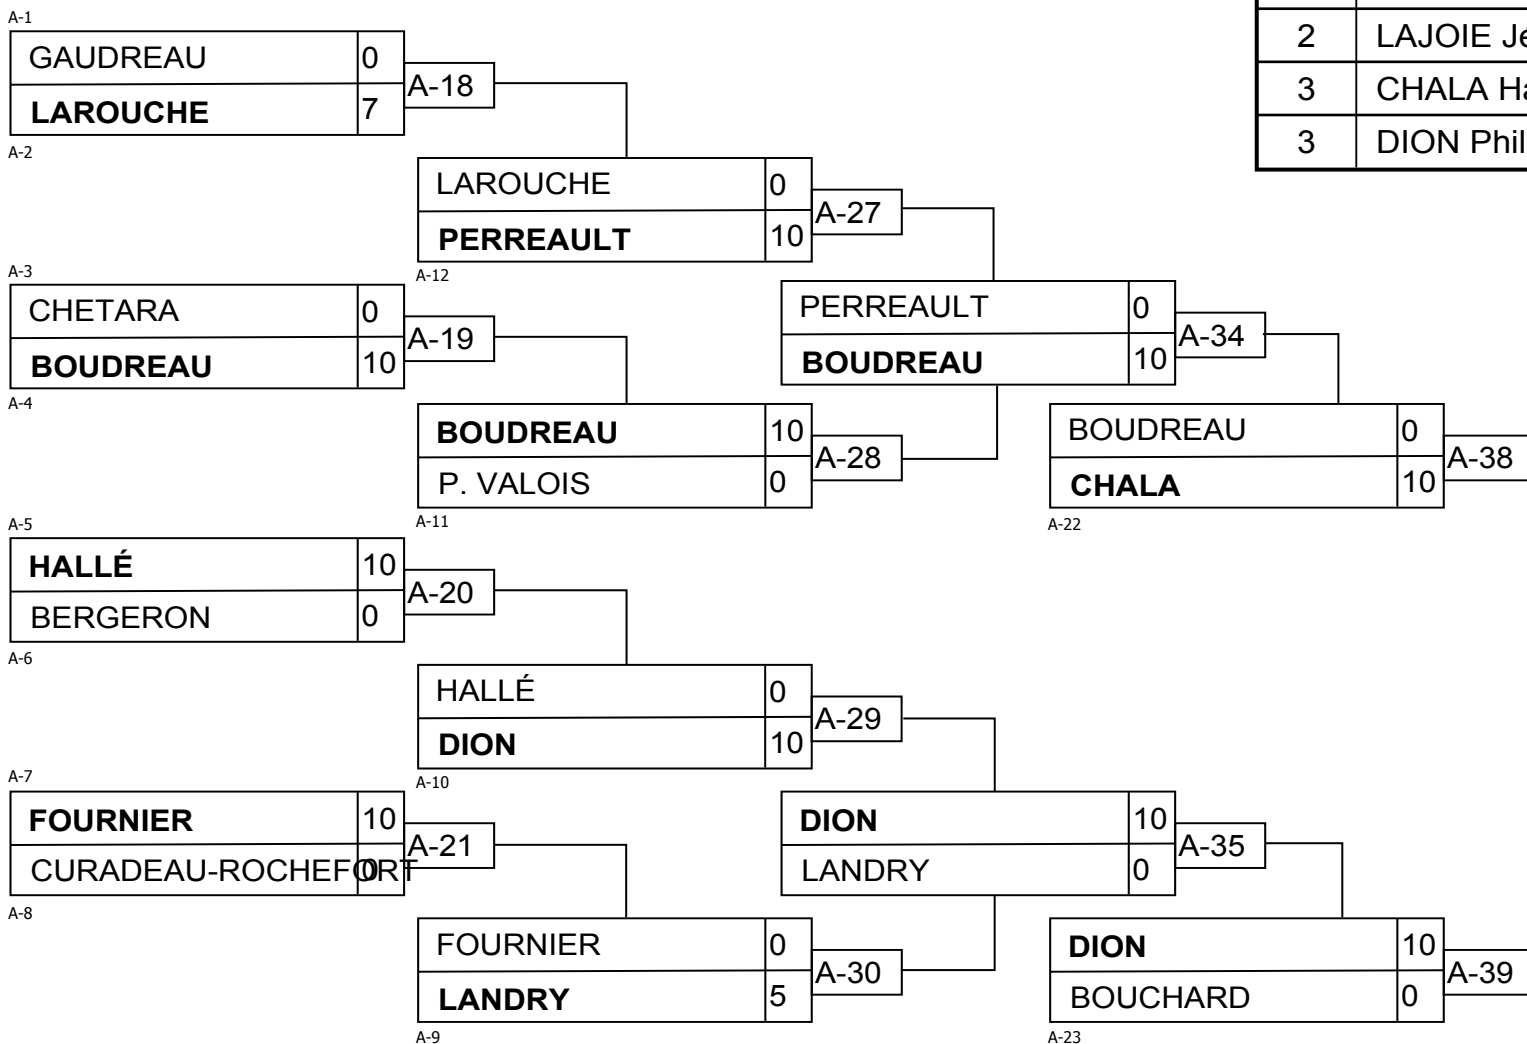 A-1
GAUDREAU 0
LAROUCHE 7
A-18
A-2
2 LAJOIE Jé
3 CHALA Ha
3 DION Phil
LAROUCHE 0
PERREAULT 10
A-27
A-12
A-3
CHETARA 0
BOUDREAU 10
A-19
A-4
PERREAULT 0
BOUDREAU 10
A-34
BOUDREAU 10
P. VALOIS 0
A-28
A-11
BOUDREAU 0
CHALA 10
A-38
A-22
A-5
HALLÉ 10
BERGERON 0
A-20
A-6
HALLÉ 0
DION 10
A-29
A-10
A-7
FOURNIER 10
CURADEAU-ROCHEFORT 0
A-21
A-8
DION 10
LANDRY 0
A-35
FOURNIER 0
LANDRY 5
A-30
A-9
DION 10
BOUCHARD 0
A-39
A-23